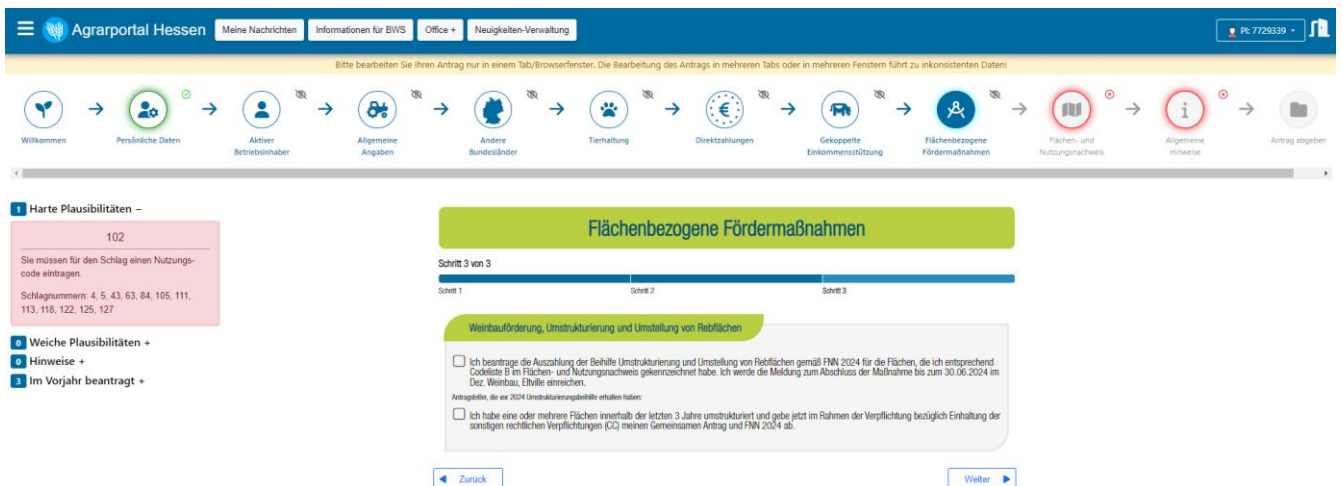 Agrarportal Hessen
Meine Nachrichten
Informationen für BWS
Office +
Neuigkeiten-Verwaltung
PI: 7729339
Bitte bearbeiten Sie Ihren Antrag nur in einem Tab/Browserfenster. Die Bearbeitung des Antrags in mehreren Tabs oder in mehreren Fenstern führt zu inkonsistenten Daten!
Willkommen
Persönliche Daten
Aktiver
Betriebsinhaber
Allgemeine
Angaben
Andere
Bundesländer
Tierhaltung
Direktzahlungen
Gekoppelte
Einkommensstützung
Flächenbezogene
Fördermaßnahmen
Flächen- und
Nutzungsnachweis
Allgemeine
Hinweise
Antrag abgeben
1 Harte Plausibilitäten –
102
Sie müssen für den Schlag einen Nutzungs-
code eintragen.
Schlagnummern: 4, 5, 43, 63, 84, 105, 111,
113, 118, 122, 125, 127
0 Weiche Plausibilitäten +
0 Hinweise +
3 Im Vorjahr beantragt +
Flächenbezogene Fördermaßnahmen
Schritt 3 von 3
Schritt 1
Schritt 2
Schritt 3
Weinbauförderung, Umstrukturierung und Umstellung von Rebflächen
Ich beantrage die Auszahlung der Beihilfe Umstrukturierung und Umstellung von Rebflächen gemäß FNN 2024 für die Flächen, die ich entsprechend
Codeliste B im Flächen- und Nutzungsnachweis gekennzeichnet habe. Ich werde die Meldung zum Abschluss der Maßnahme bis zum 30.06.2024 im
Dez. Weinbau, Eltville einreichen.
Antragsteller, die vor 2024 Umstrukturierungsbeihilfe erhalten haben:
Ich habe eine oder mehrere Flächen innerhalb der letzten 3 Jahre umstrukturiert und gebe jetzt im Rahmen der Verpflichtung bezüglich Einhaltung der
sonstigen rechtlichen Verpflichtungen (CC) meinen Gemeinsamen Antrag und FNN 2024 ab.
Zurück
Weiter